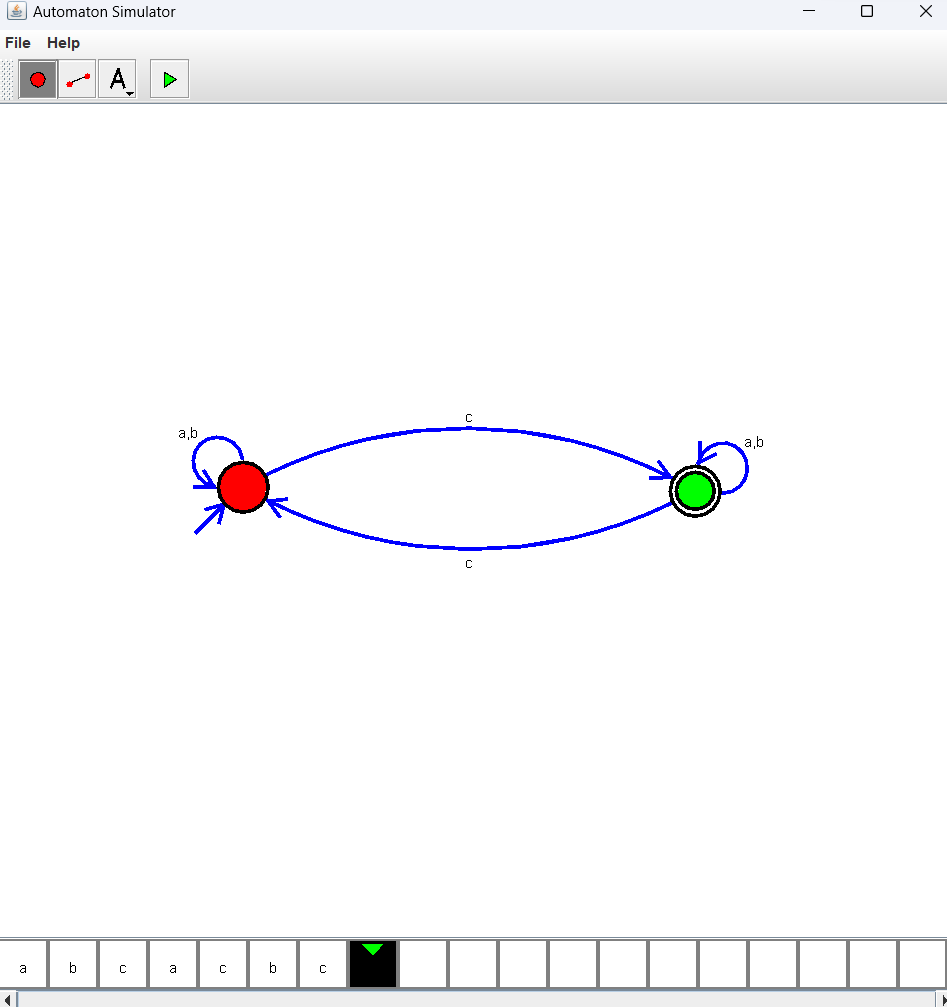 Automaton Simulator
File Help
A
c
a,b
a,b
c
a b c a c b c